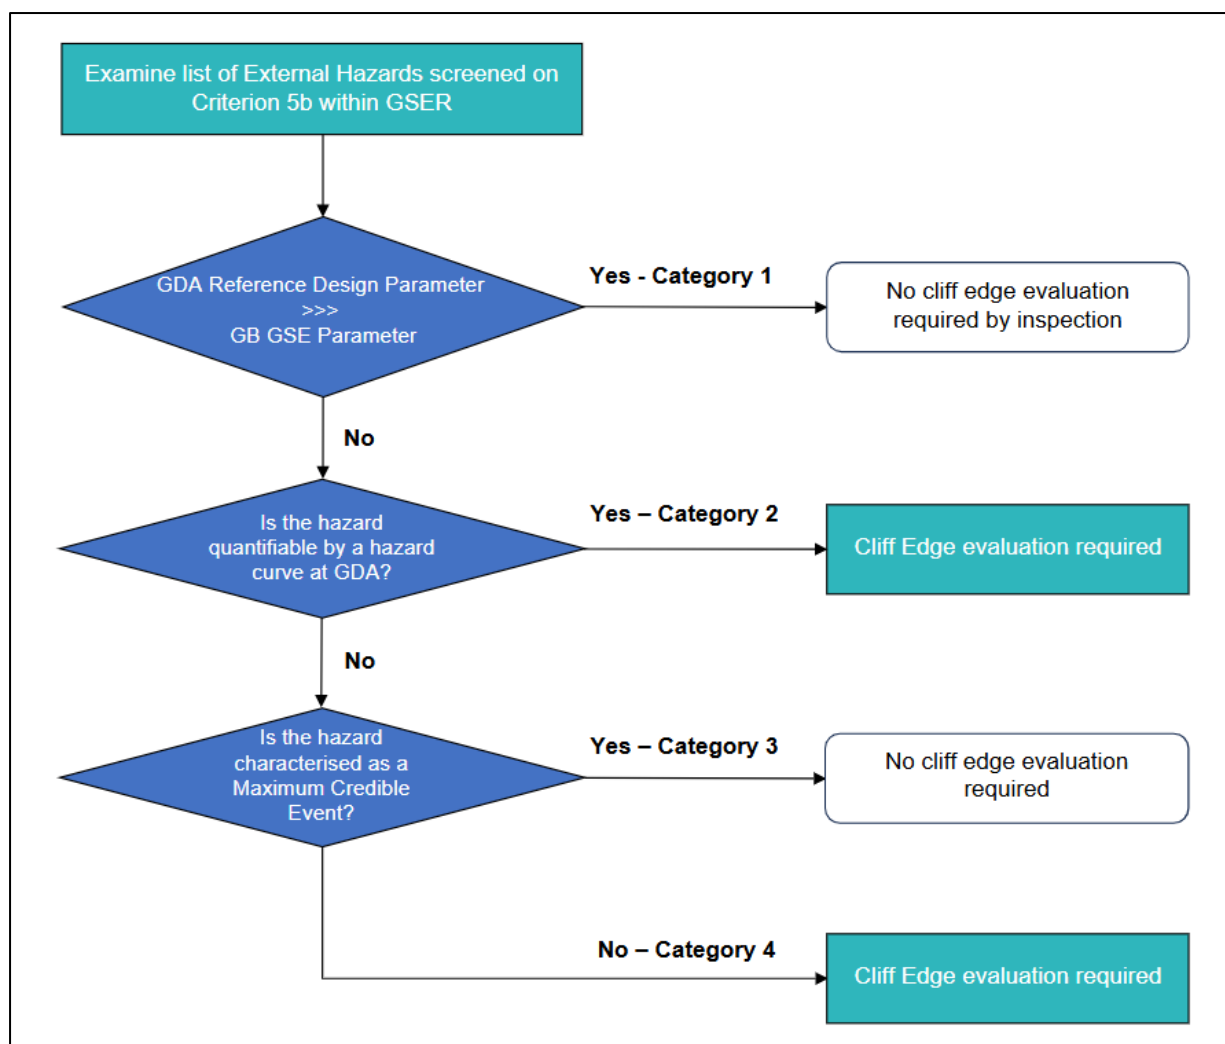 Examine list of External Hazards screened on
Criterion 5b within GSER
GDA Reference Design Parameter
>>>
GB GSE Parameter
Yes - Category 1
No cliff edge evaluation
required by inspection
No
Is the hazard
quantifiable by a hazard
curve at GDA?
Yes – Category 2
Cliff Edge evaluation required
No
Is the hazard
characterised as a
Maximum Credible
Event?
Yes – Category 3
No cliff edge evaluation
required
No – Category 4
Cliff Edge evaluation required